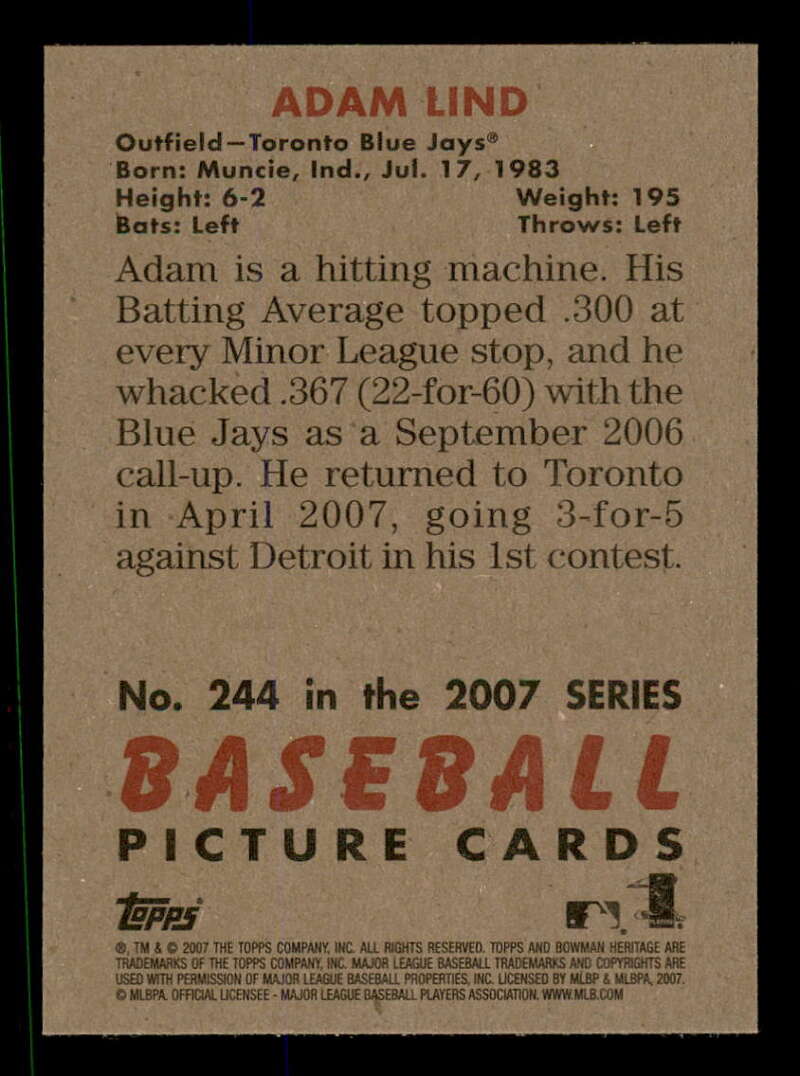 ADAM LIND
Outfield—Toronto Blue Jays®
Born: Muncie, Ind., Jul. 17, 1983
Height: 6-2 Weight: 195
Bats: Left Throws: Left
Adam is a hitting machine. His
Batting Average topped .300 at
every Minor League stop, and he
whacked .367 (22-for-60) with the
Blue Jays as a September 2006
call-up. He returned to Toronto
in April 2007, going 3-for-5
against Detroit in his 1st contest.
No. 244 in the 2007 SERIES
BASEBALL
PICTURE CARDS
topps
®, TM & © 2007 THE TOPPS COMPANY, INC. ALL RIGHTS RESERVED. TOPPS AND BOWMAN HERITAGE ARE
TRADEMARKS OF THE TOPPS COMPANY, INC. MAJOR LEAGUE BASEBALL TRADEMARKS AND COPYRIGHTS ARE
USED WITH PERMISSION OF MAJOR LEAGUE BASEBALL PROPERTIES, INC. LICENSED BY MLBP & MLBPA, 2007.
© MLBPA. OFFICIAL LICENSEE - MAJOR LEAGUE BASEBALL PLAYERS ASSOCIATION. WWW.MLB.COM